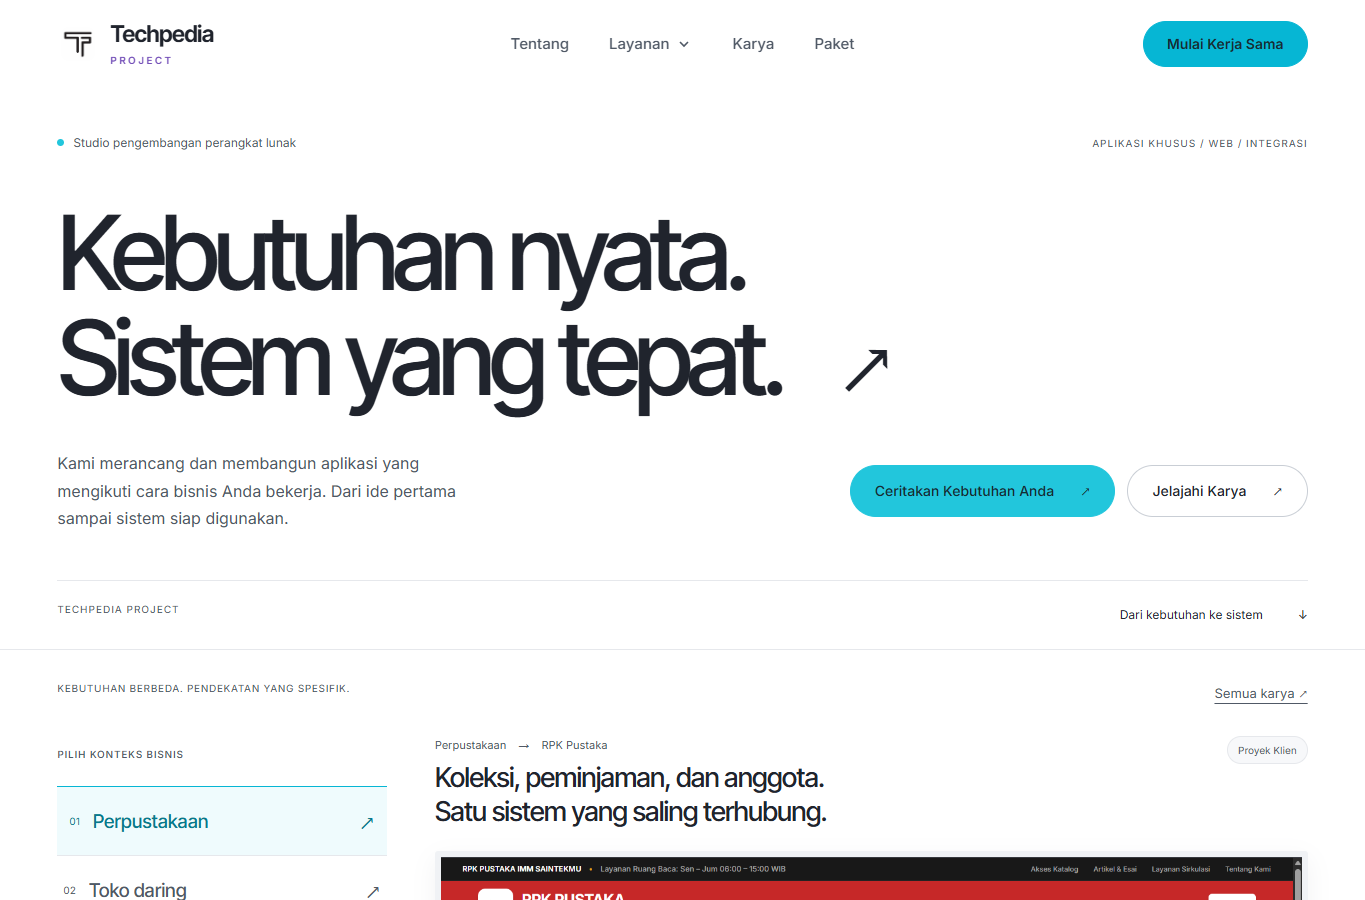 Techpedia
PROJECT
Tentang
Layanan
Karya
Paket
Mulai Kerja Sama
Studio pengembangan perangkat lunak
APLIKASI KHUSUS / WEB / INTEGRASI
Kebutuhan nyata.
Sistem yang tepat. ↗
Kami merancang dan membangun aplikasi yang
mengikuti cara bisnis Anda bekerja. Dari ide pertama
sampai sistem siap digunakan.
Ceritakan Kebutuhan Anda ↗
Jelajahi Karya ↗
TECHPEDIA PROJECT
Dari kebutuhan ke sistem ↓
KEBUTUHAN BERBEDA. PENDEKATAN YANG SPESIFIK.
Semua karya ↗
PILIH KONTEKS BISNIS
01 Perpustakaan ↗
02 Toko daring ↗
Perpustakaan → RPK Pustaka
Proyek Klien
Koleksi, peminjaman, dan anggota.
Satu sistem yang saling terhubung.
RPK PUSTAKA IMM SAINTEKMU • Layanan Ruang Baca: Sen – Jum 06:00 – 15:00 WIB
Akses Katalog
Artikel & Esai
Layanan Sirkulasi
Tentang Kami
RPK PUSTAKA